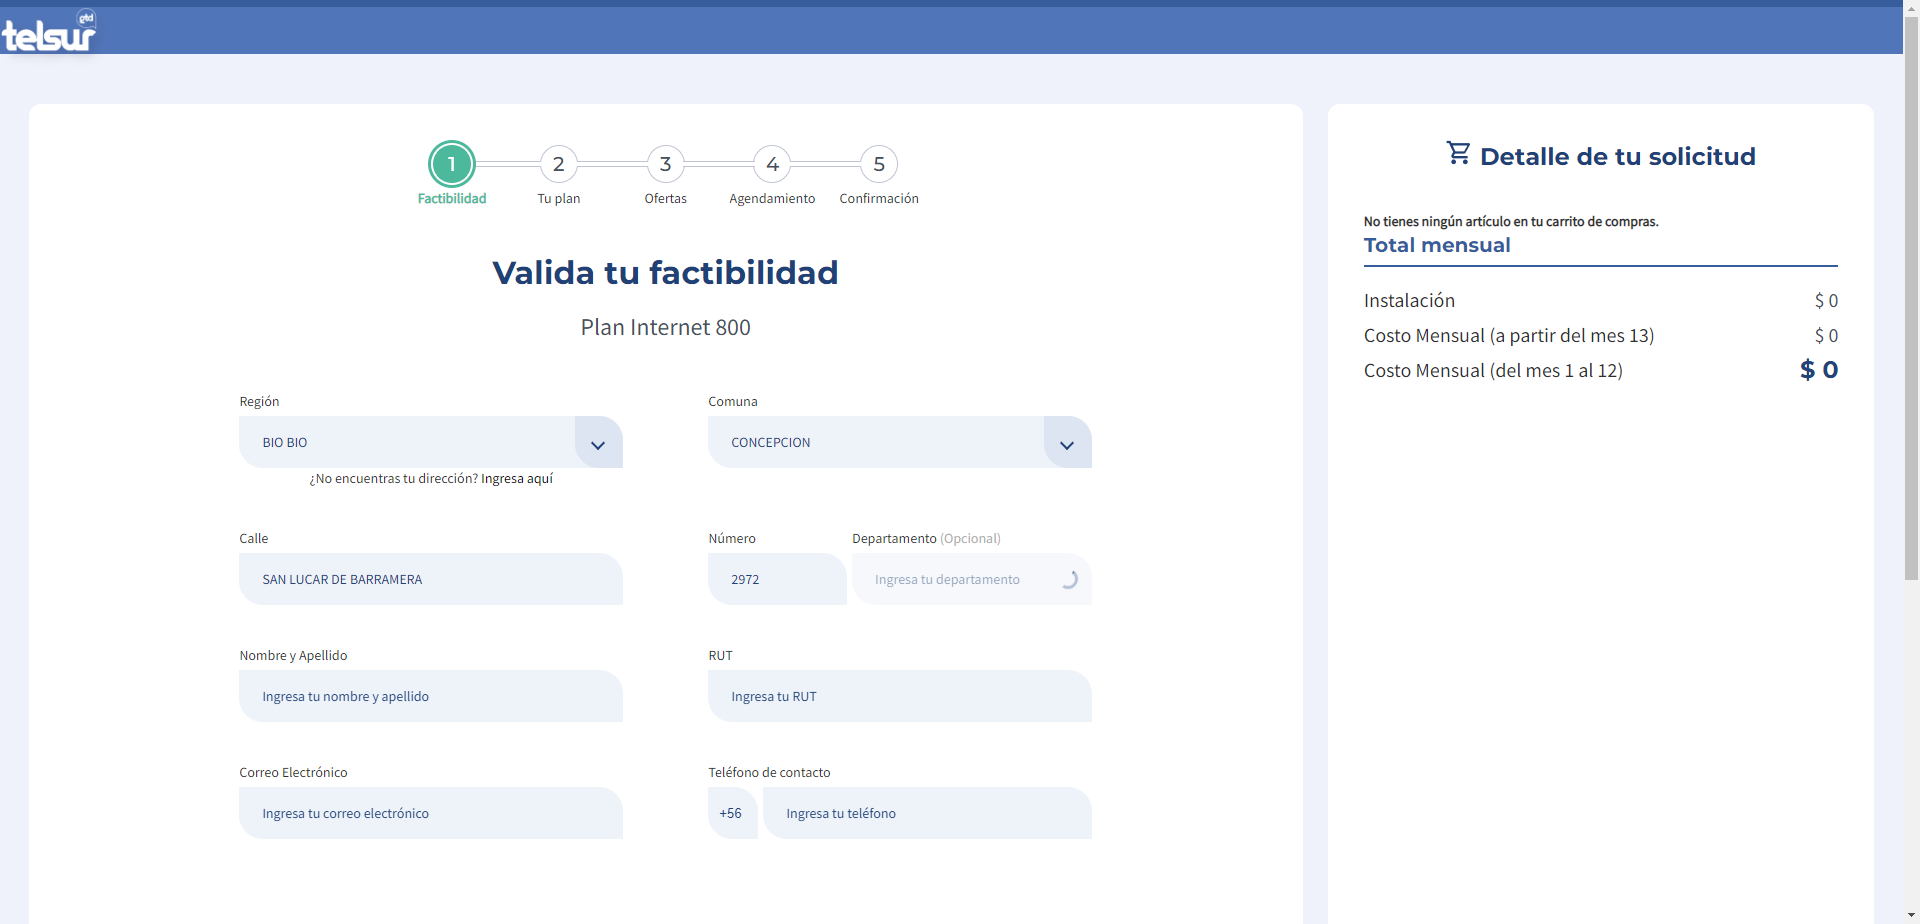 telsur gtd
1 2 3 4 5
Factibilidad Tu plan Ofertas Agendamiento Confirmación
Valida tu factibilidad
Plan Internet 800
Región Comuna
BIO BIO CONCEPCION
¿No encuentras tu dirección? Ingresa aquí
Calle Número Departamento (Opcional)
SAN LUCAR DE BARRAMERA 2972 Ingresa tu departamento
Nombre y Apellido RUT
Ingresa tu nombre y apellido Ingresa tu RUT
Correo Electrónico Teléfono de contacto
Ingresa tu correo electrónico +56 Ingresa tu teléfono
Detalle de tu solicitud
No tienes ningún artículo en tu carrito de compras.
Total mensual
Instalación $ 0
Costo Mensual (a partir del mes 13) $ 0
Costo Mensual (del mes 1 al 12) $ 0